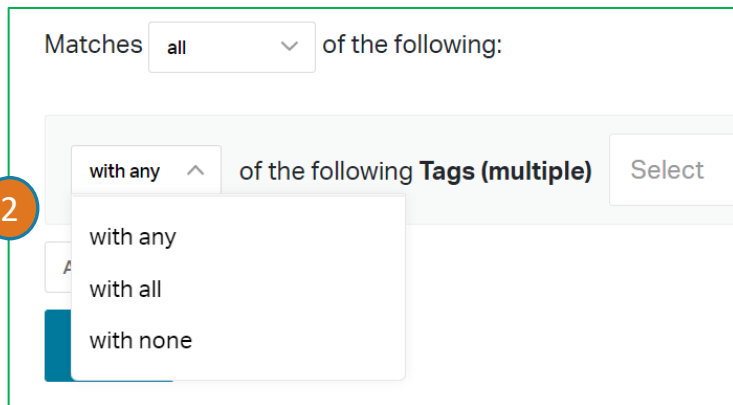 Matches all of the following:
with any of the following Tags (multiple) Select
2
with any
A
with all
with none